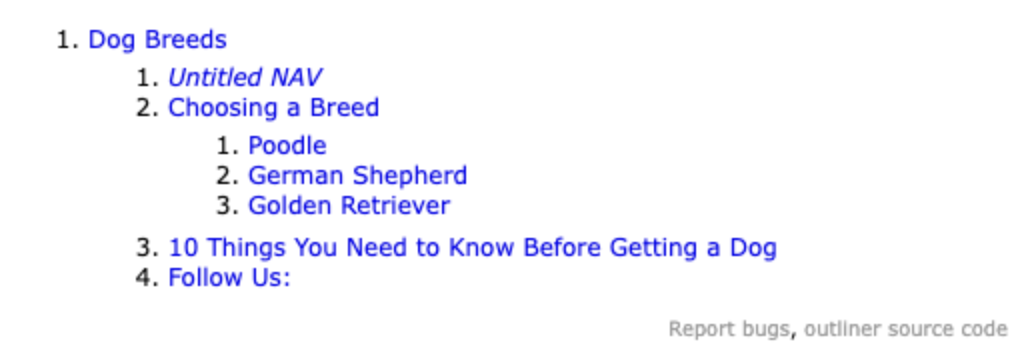 1. Dog Breeds
1. Untitled NAV
2. Choosing a Breed
1. Poodle
2. German Shepherd
3. Golden Retriever
3. 10 Things You Need to Know Before Getting a Dog
4. Follow Us:
Report bugs, outliner source code